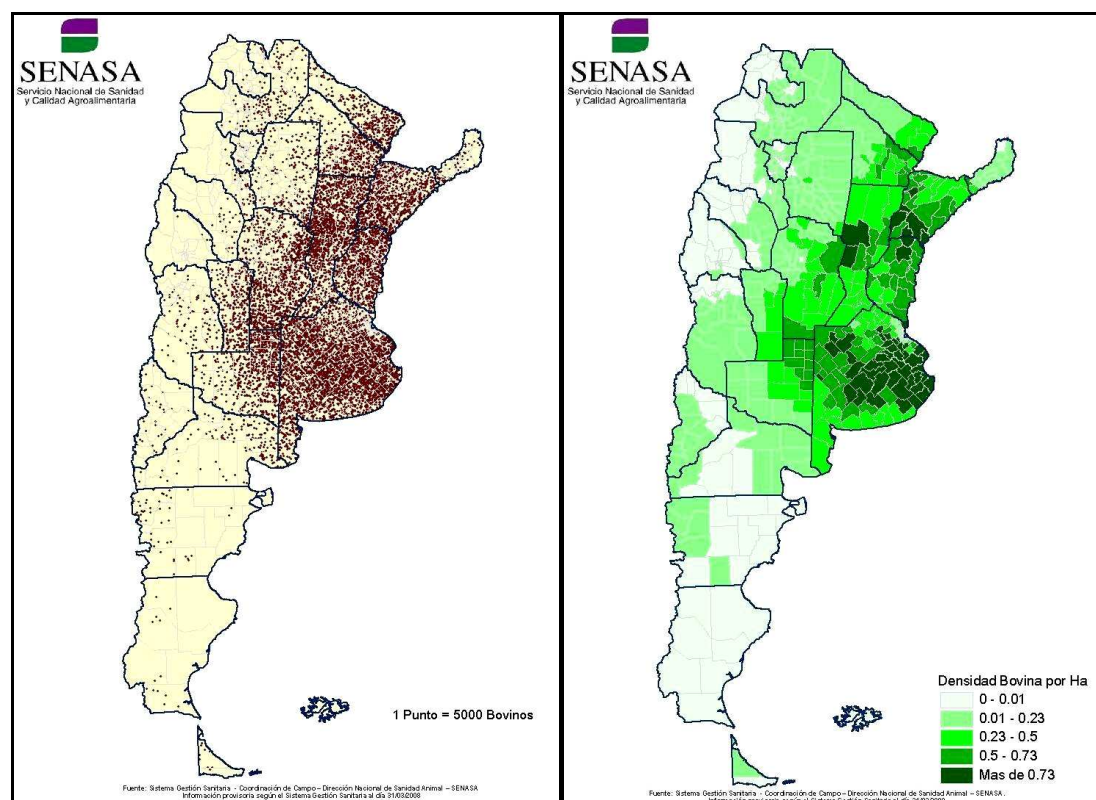 SENASA
Servicio Nacional de Sanidad
y Calidad Agroalimentaria
1 Punto = 5000 Bovinos
Fuente: Sistema Gestión Sanitaria - Coordinación de Campo – Dirección Nacional de Sanidad Animal – SENASA
Información provisoria según el Sistema Gestión Sanitaria al día 31/03/2008
SENASA
Servicio Nacional de Sanidad
y Calidad Agroalimentaria
Densidad Bovina por Ha
0 - 0.01
0.01 - 0.23
0.23 - 0.5
0.5 - 0.73
Mas de 0.73
Fuente: Sistema Gestión Sanitaria - Coordinación de Campo – Dirección Nacional de Sanidad Animal – SENASA.